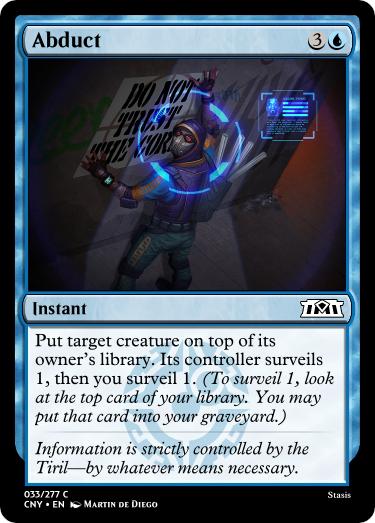 Abduct
3
DO NOT
TRUST
THE COR
Instant
Put target creature on top of its
owner's library. Its controller surveils
1, then you surveil 1. (To surveil 1, look
at the top card of your library. You may
put that card into your graveyard.)
Information is strictly controlled by the
Tiril—by whatever means necessary.
033/277 C
Stasis
CNY • EN Martin de Diego